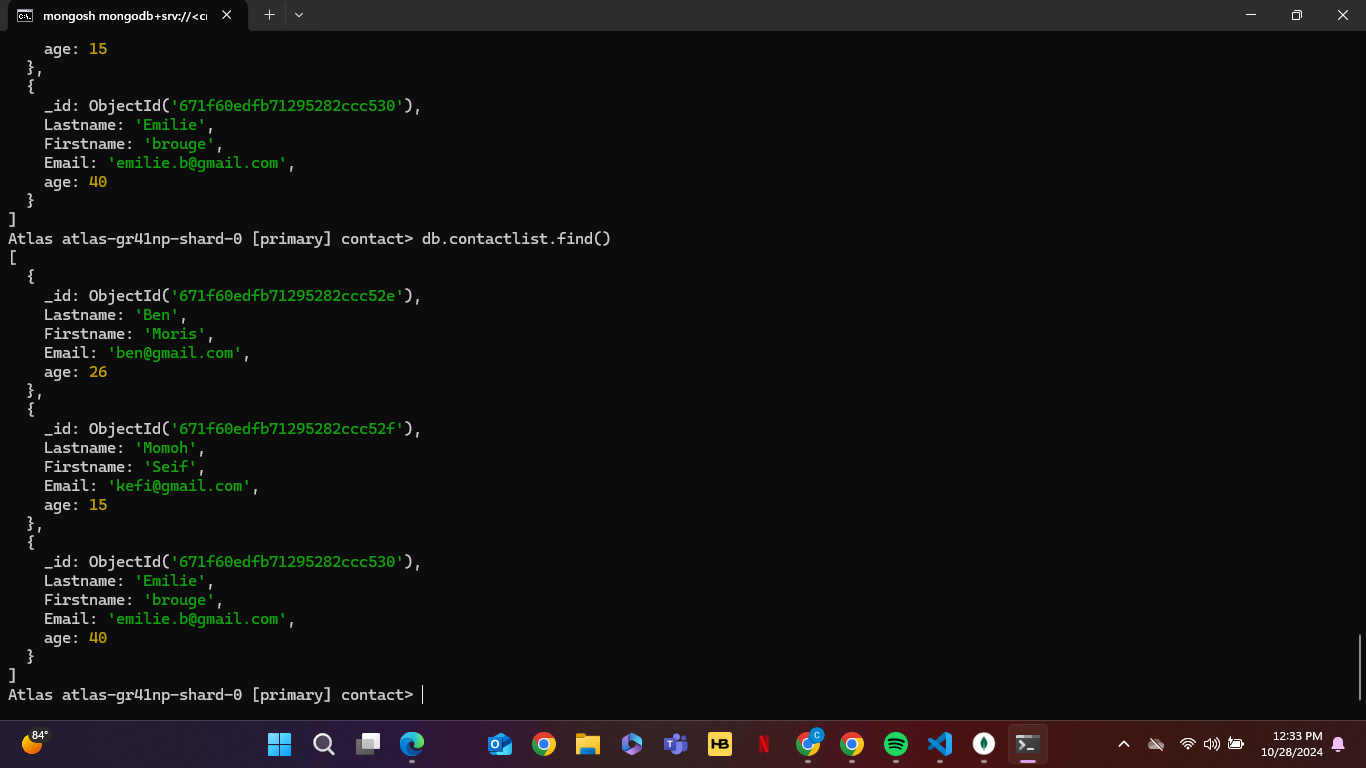 mongosh mongodb+srv://<cr
age: 15
},
{
_id: ObjectId('671f60edfb71295282ccc530'),
Lastname: 'Emilie',
Firstname: 'brouge',
Email: 'emilie.b@gmail.com',
age: 40
}
]
Atlas atlas-gr41np-shard-0 [primary] contact> db.contactlist.find()
[
{
_id: ObjectId('671f60edfb71295282ccc52e'),
Lastname: 'Ben',
Firstname: 'Moris',
Email: 'ben@gmail.com',
age: 26
},
{
_id: ObjectId('671f60edfb71295282ccc52f'),
Lastname: 'Momoh',
Firstname: 'Seif',
Email: 'kefi@gmail.com',
age: 15
},
{
_id: ObjectId('671f60edfb71295282ccc530'),
Lastname: 'Emilie',
Firstname: 'brouge',
Email: 'emilie.b@gmail.com',
age: 40
}
]
Atlas atlas-gr41np-shard-0 [primary] contact>
84°
HB
N
C
12:33 PM
10/28/2024